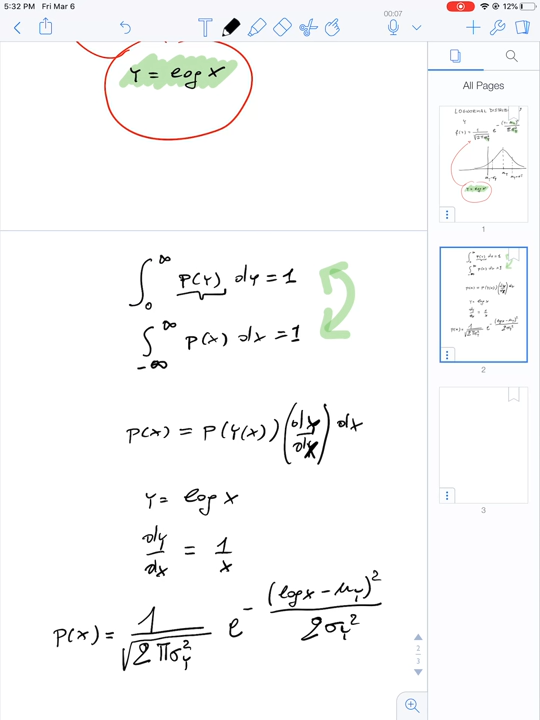 5:32 PM Fri Mar 6
12%
00:07
Y = log X
All Pages
1
∫_0^∞ P(Y) dy = 1
∫_{-∞}^∞ P(X) dx = 1
2
P(X) = P(Y(X)) (dy/dx) dx
3
Y = log X
dy/dx = 1/x
P(X) = 1/√(2πσ_Y²) e^-(log x - μ_Y)²/2σ_Y²
2/3